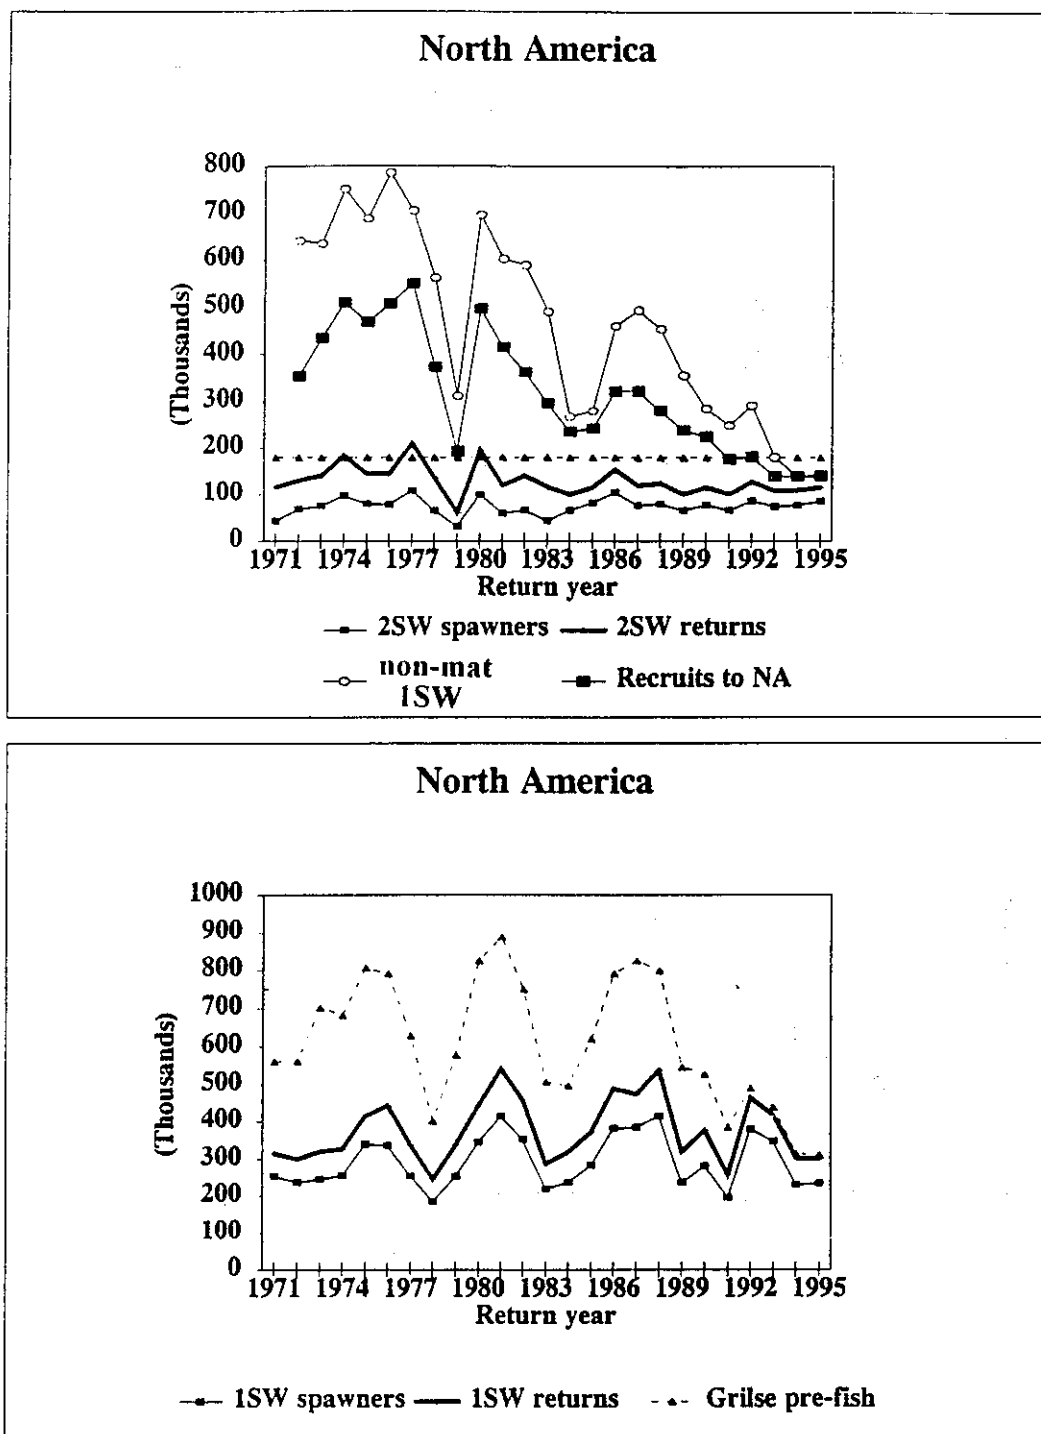 North America
800
700
600
500
400
300
200
100
0
(Thousands)
1971 1974 1977 1980 1983 1986 1989 1992 1995
Return year
2SW spawners 2SW returns
non-mat 1SW Recruits to NA
North America
1000
900
800
700
600
500
400
300
200
100
0
(Thousands)
1971 1974 1977 1980 1983 1986 1989 1992 1995
Return year
1SW spawners 1SW returns Grilse pre-fish